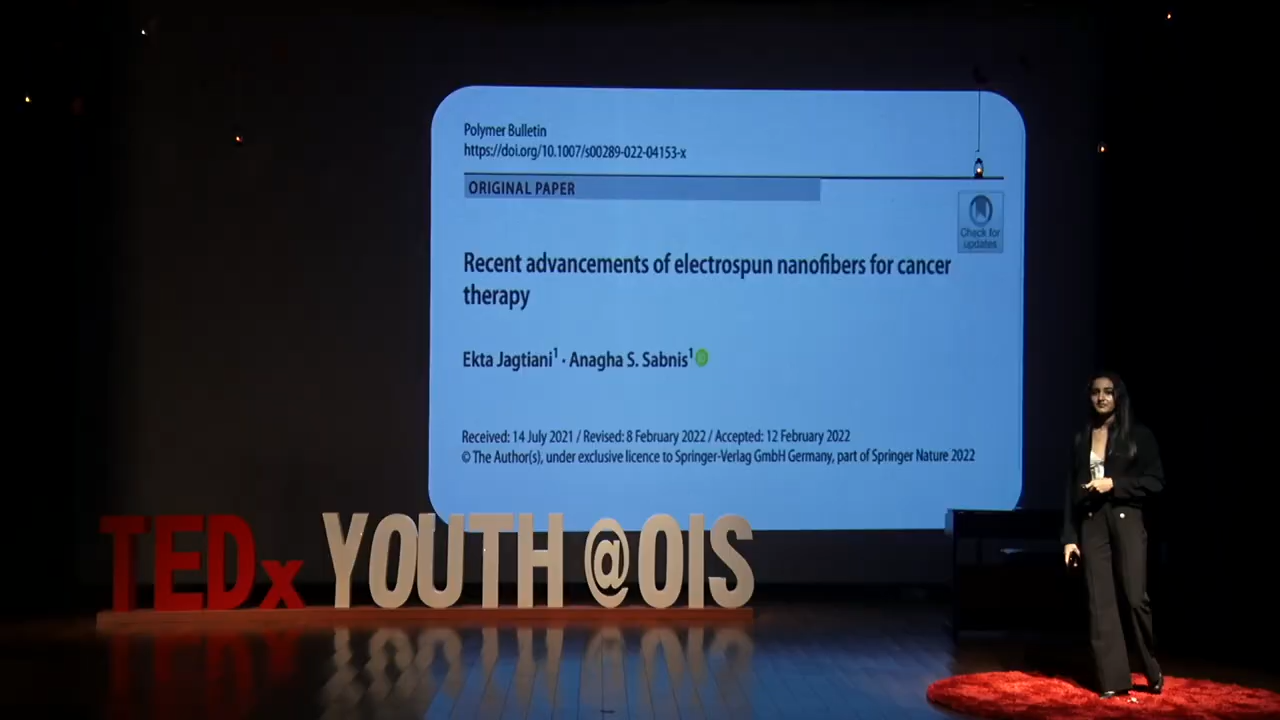 Polymer Bulletin
https://doi.org/10.1007/s00289-022-04153-x
ORIGINAL PAPER
Check for
updates
Recent advancements of electrospun nanofibers for cancer
therapy
Ekta Jagtiani¹ · Anagha S. Sabnis¹
Received: 14 July 2021 / Revised: 8 February 2022 / Accepted: 12 February 2022
© The Author(s), under exclusive licence to Springer-Verlag GmbH Germany, part of Springer Nature 2022
TEDx YOUTH @OIS